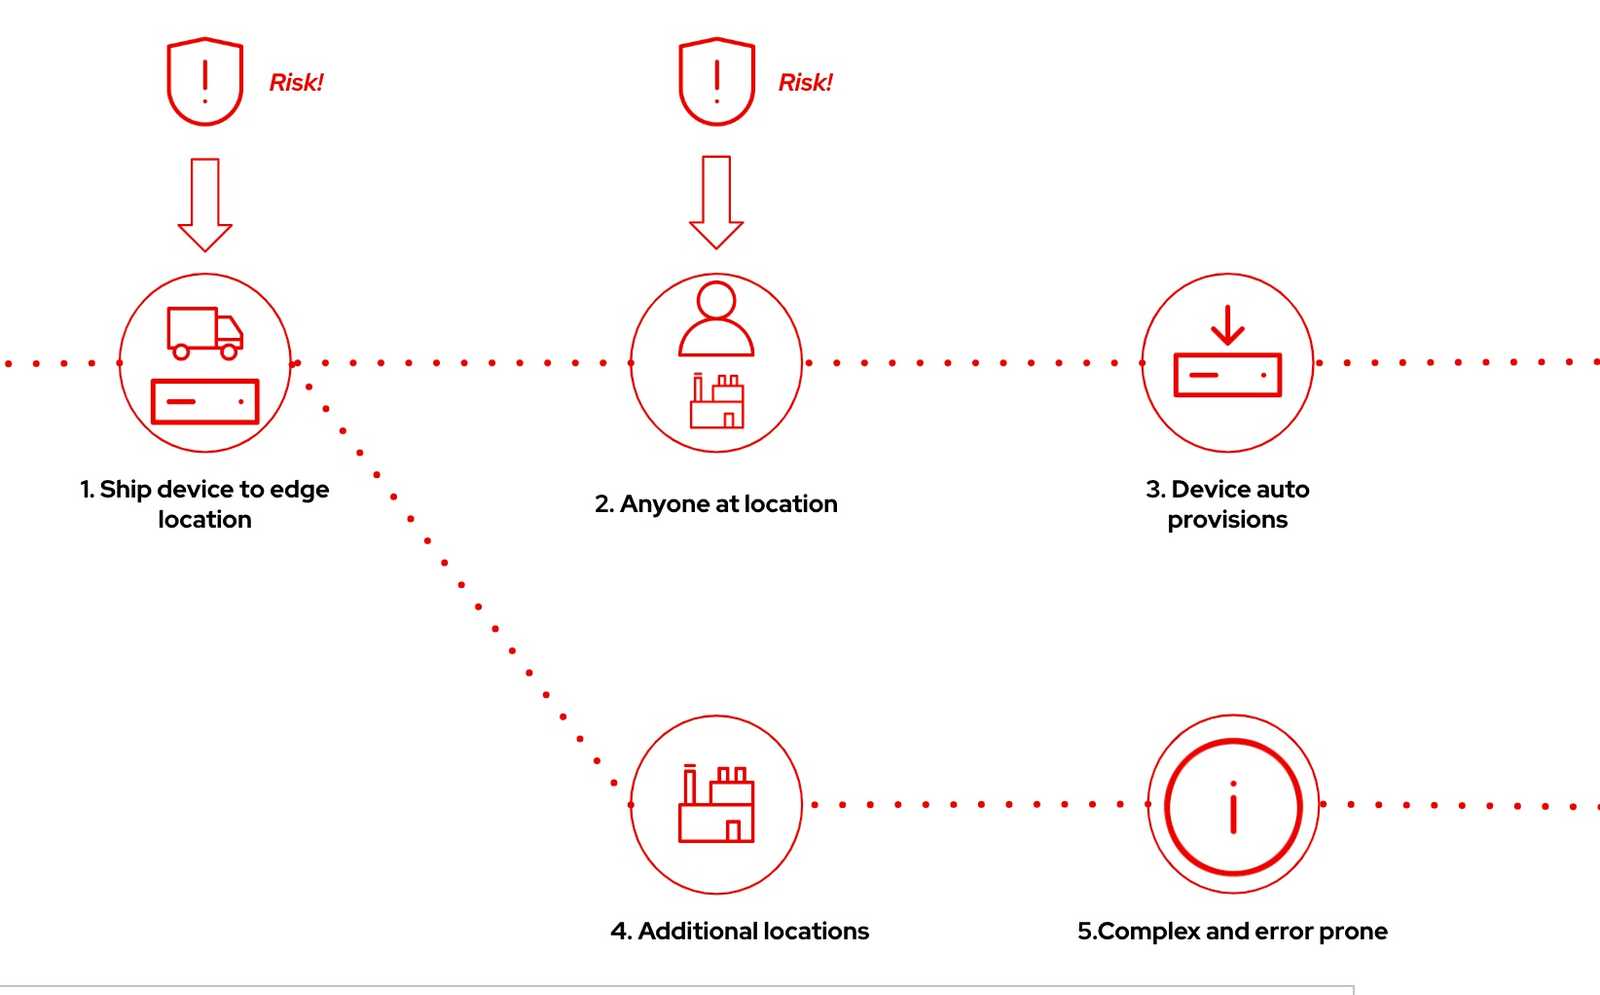 Risk!
Risk!
1. Ship device to edge
location
2. Anyone at location
3. Device auto
provisions
4. Additional locations
5.Complex and error prone